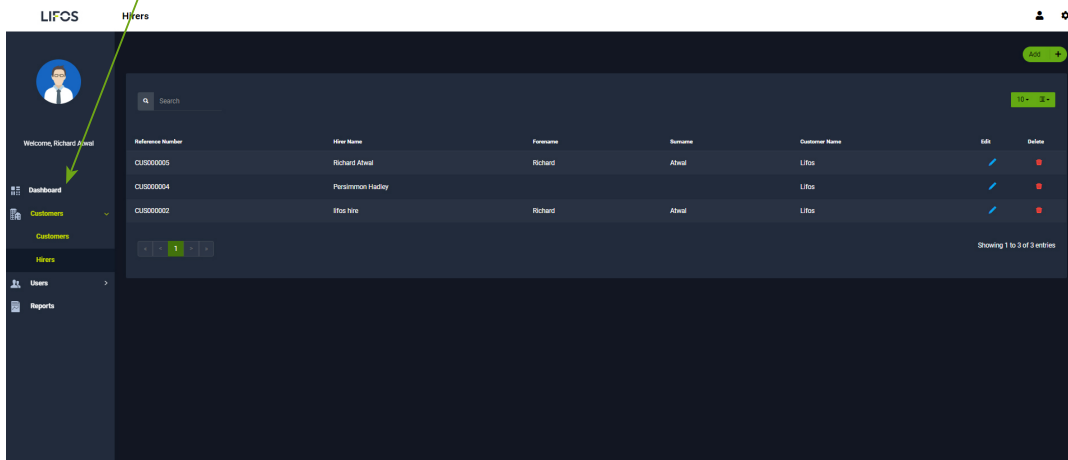 LIFOS Hirers
Add +
Search
10
Welcome, Richard Atwal
Reference Number Hirer Name Forename Surname Customer Name Edit Delete
CUS000005 Richard Atwal Richard Atwal Lifos
CUS000004 Persimmon Hadley Lifos
CUS000002 lifos hire Richard Atwal Lifos
Dashboard
Customers
Customers
Hirers
Users
Reports
« < 1 > »
Showing 1 to 3 of 3 entries